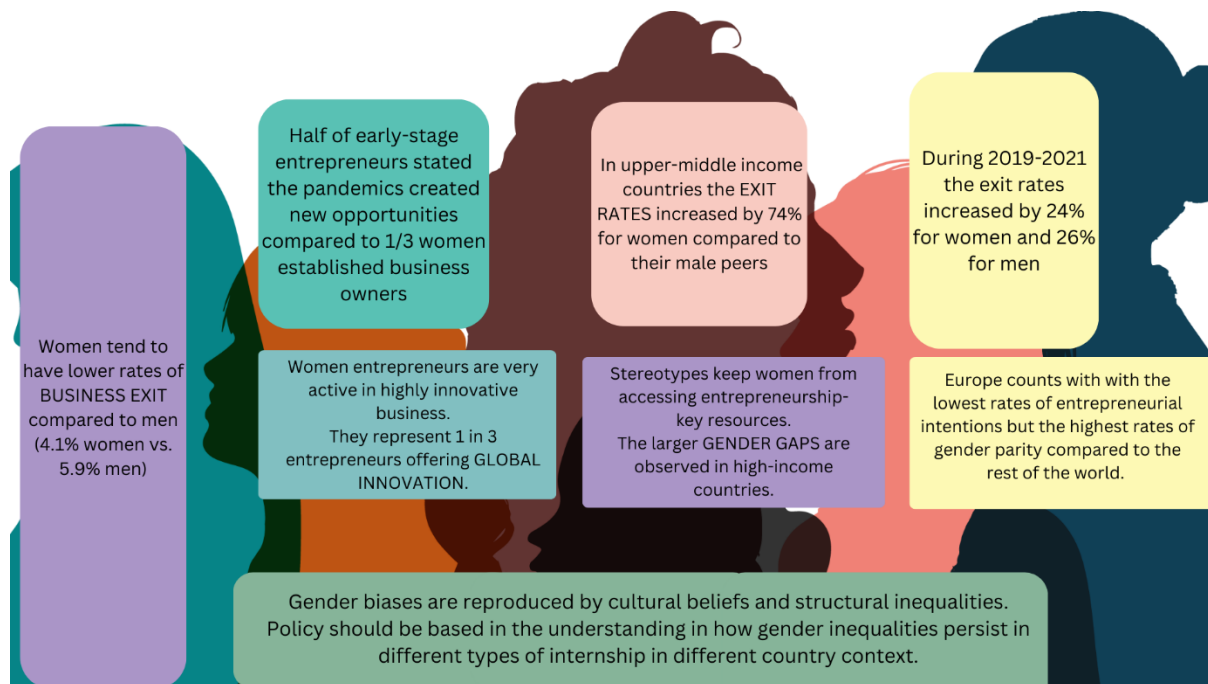 Women tend to
have lower rates of
BUSINESS EXIT
compared to men
(4.1% women vs.
5.9% men)
Half of early-stage
entrepreneurs stated
the pandemics created
new opportunities
compared to 1/3 women
established business
owners
Women entrepreneurs are very
active in highly innovative
business.
They represent 1 in 3
entrepreneurs offering GLOBAL
INNOVATION.
In upper-middle income
countries the EXIT
RATES increased by 74%
for women compared to
their male peers
Stereotypes keep women from
accessing entrepreneurship-
key resources.
The larger GENDER GAPS are
observed in high-income
countries.
During 2019-2021
the exit rates
increased by 24%
for women and 26%
for men
Europe counts with with the
lowest rates of entrepreneurial
intentions but the highest rates of
gender parity compared to the
rest of the world.
Gender biases are reproduced by cultural beliefs and structural inequalities.
Policy should be based in the understanding in how gender inequalities persist in
different types of internship in different country context.